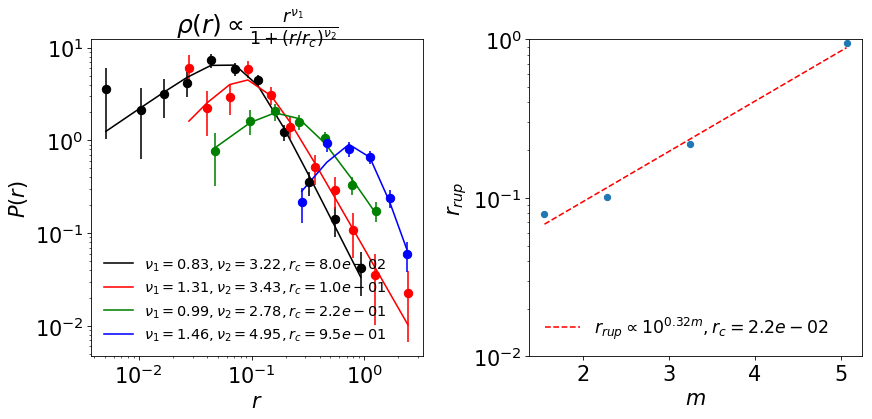 ρ(r) ∝ r^ν₁ / 1 + (r/r_c)^ν₂
10¹
10⁰
10⁻¹
10⁻²
P(r)
ν₁ = 0.83, ν₂ = 3.22, r_c = 8.0e − 02
ν₁ = 1.31, ν₂ = 3.43, r_c = 1.0e − 01
ν₁ = 0.99, ν₂ = 2.78, r_c = 2.2e − 01
ν₁ = 1.46, ν₂ = 4.95, r_c = 9.5e − 01
10⁻² 10⁻¹ 10⁰
r
10⁰
10⁻¹
10⁻²
r_rup
r_rup ∝ 10^0.32m, r_c = 2.2e − 02
2 3 4 5
m